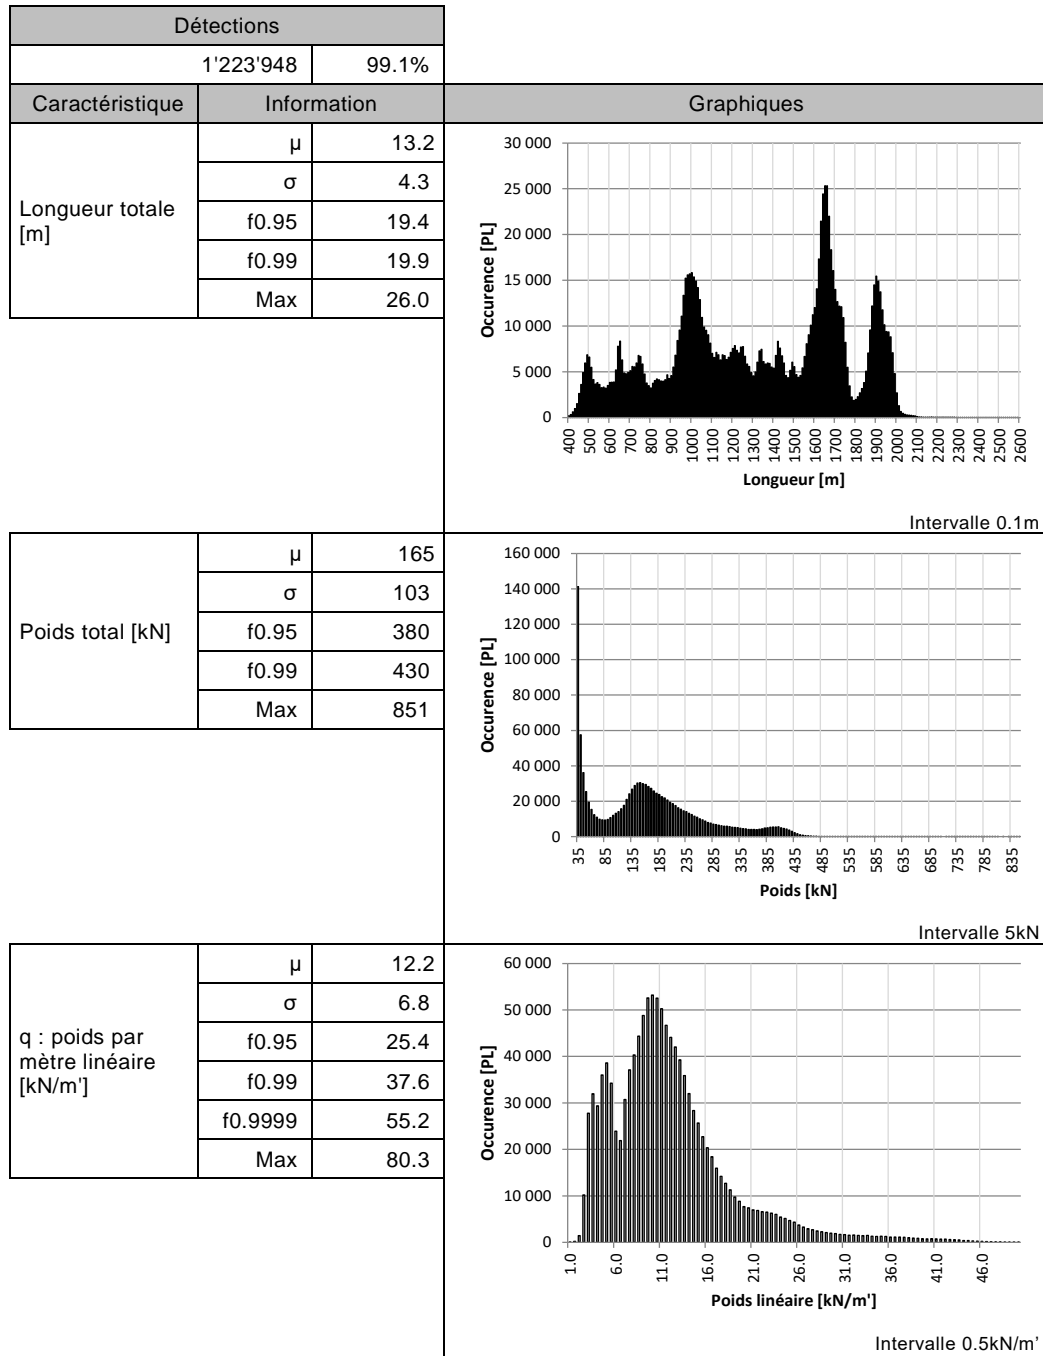 Détections
1'223'948 99.1%
Caractéristique Information Graphiques
Longueur totale [m]
μ 13.2
σ 4.3
f0.95 19.4
f0.99 19.9
Max 26.0
30 000
25 000
20 000
15 000
10 000
5 000
0
Occurence [PL]
400 500 600 700 800 900 1000 1100 1200 1300 1400 1500 1600 1700 1800 1900 2000 2100 2200 2300 2400 2500 2600
Longueur [m]
Intervalle 0.1m
Poids total [kN]
μ 165
σ 103
f0.95 380
f0.99 430
Max 851
160 000
140 000
120 000
100 000
80 000
60 000
40 000
20 000
0
Occurence [PL]
35 85 135 185 235 285 335 385 435 485 535 585 635 685 735 785 835
Poids [kN]
Intervalle 5kN
q : poids par
mètre linéaire
[kN/m']
μ 12.2
σ 6.8
f0.95 25.4
f0.99 37.6
f0.9999 55.2
Max 80.3
60 000
50 000
40 000
30 000
20 000
10 000
0
Occurence [PL]
1.0 6.0 11.0 16.0 21.0 26.0 31.0 36.0 41.0 46.0
Poids linéaire [kN/m']
Intervalle 0.5kN/m’